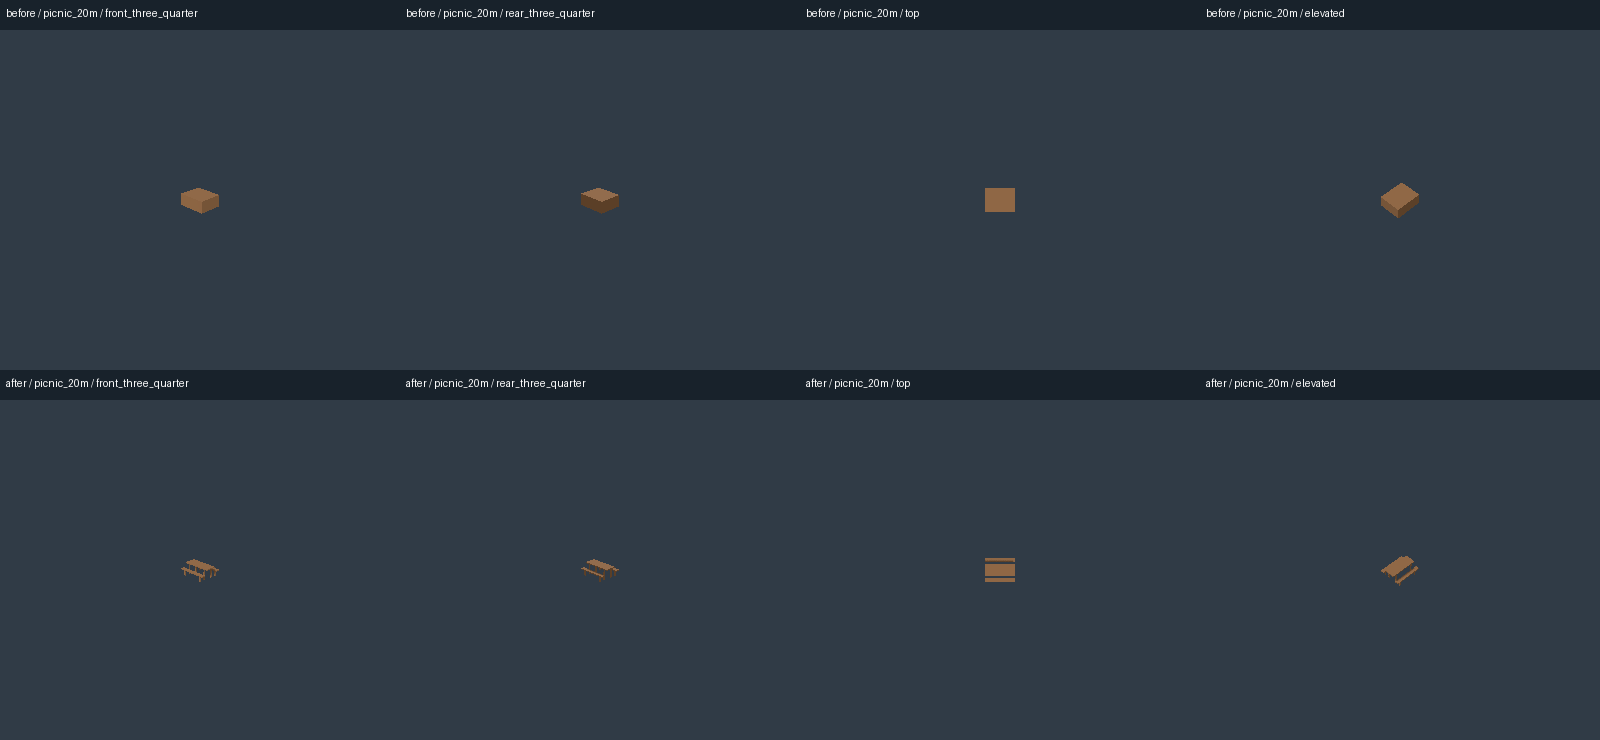 before / picnic_20m / front_three_quarter
before / picnic_20m / rear_three_quarter
before / picnic_20m / top
before / picnic_20m / elevated
after / picnic_20m / front_three_quarter
after / picnic_20m / rear_three_quarter
after / picnic_20m / top
after / picnic_20m / elevated